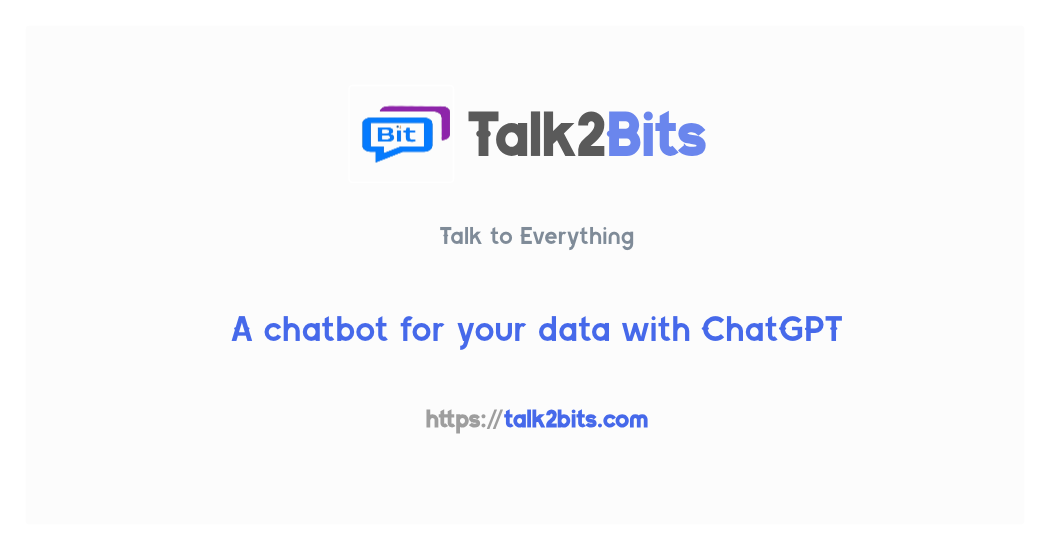 Bit
Talk2Bits
Talk to Everything
A chatbot for your data with ChatGPT
https://talk2bits.com